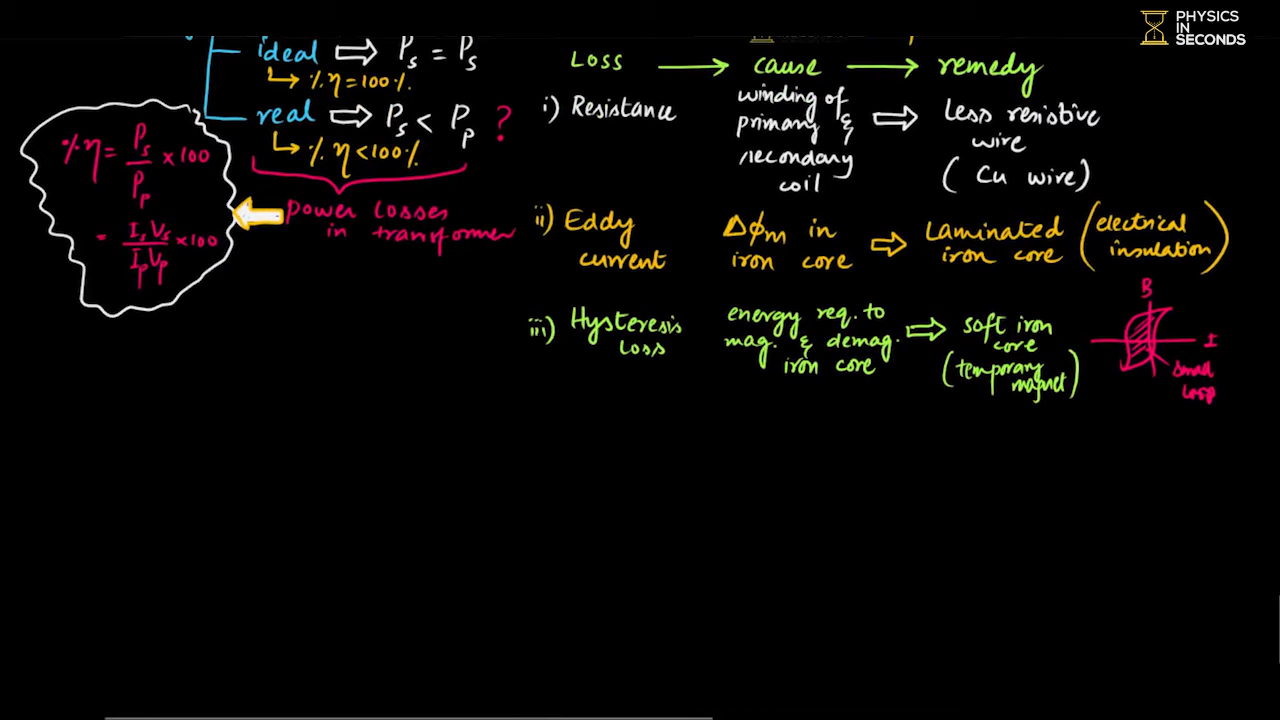 PHYSICS
IN
SECONDS
ideal ⇒ Ps = Ps
↳ % η = 100 %
real ⇒ Ps < Pp ?
↳ % η < 100 %
power losses
in transformer
% η = Ps/Pp × 100
= IsVs/IpVp × 100
Loss → cause → remedy
i) Resistance
winding of
primary &
secondary
coil
⇒ Less resistive
wire
(Cu wire)
ii) Eddy
current
Δφm in
iron core
⇒ Laminated
iron core
(electrical
insulation)
iii) Hysteresis
Loss
energy req. to
mag. & demag.
iron core
⇒ soft iron
core
(temporary
magnet)
B
I
small
loop